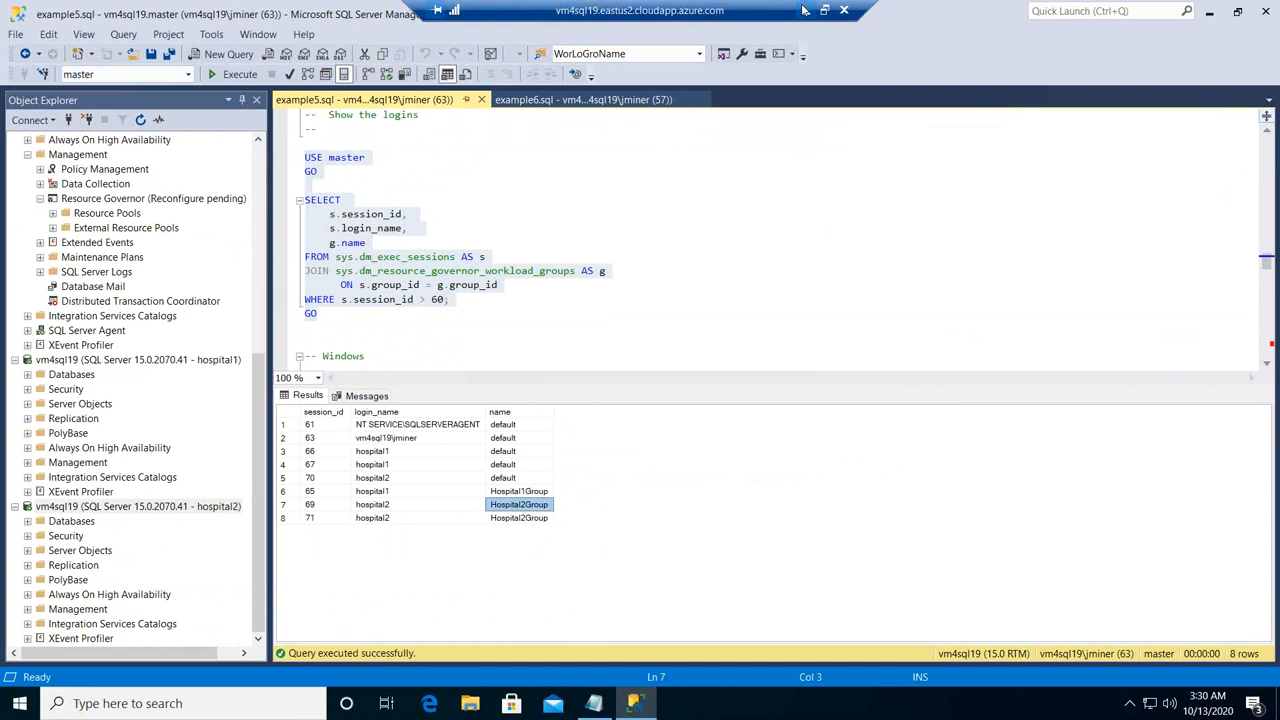 example5.sql - vm4sql19.master (vm4sql19\jminer (63)) - Microsoft SQL Server Mana
vm4sql19.eastus2.cloudapp.azure.com
Quick Launch (Ctrl+Q)
File Edit View Query Project Tools Window Help
New Query
WorLoGroName
master
Execute
Object Explorer
example5.sql - vm4...4sql19\jminer (63))
example6.sql - vm4...4sql19\jminer (57))
Connect
Always On High Availability
Management
Policy Management
Data Collection
Resource Governor (Reconfigure pending)
Resource Pools
External Resource Pools
Extended Events
Maintenance Plans
SQL Server Logs
Database Mail
Distributed Transaction Coordinator
Integration Services Catalogs
SQL Server Agent
XEvent Profiler
vm4sql19 (SQL Server 15.0.2070.41 - hospital1)
Databases
Security
Server Objects
Replication
PolyBase
Always On High Availability
Management
Integration Services Catalogs
XEvent Profiler
vm4sql19 (SQL Server 15.0.2070.41 - hospital2)
Databases
Security
Server Objects
Replication
PolyBase
Always On High Availability
Management
Integration Services Catalogs
XEvent Profiler
-- Show the logins
--
USE master
GO
SELECT
s.session_id,
s.login_name,
g.name
FROM sys.dm_exec_sessions AS s
JOIN sys.dm_resource_governor_workload_groups AS g
ON s.group_id = g.group_id
WHERE s.session_id > 60;
GO
-- Windows
100 %
Results Messages
session_id login_name name
1 61 NT SERVICE\SQLSERVERAGENT default
2 63 vm4sql19\jminer default
3 66 hospital1 default
4 67 hospital1 default
5 70 hospital2 default
6 65 hospital1 Hospital1Group
7 69 hospital2 Hospital2Group
8 71 hospital2 Hospital2Group
Query executed successfully.
vm4sql19 (15.0 RTM) vm4sql19\jminer (63) master 00:00:00 8 rows
Ready Ln 7 Col 3 INS
Type here to search
3:30 AM
10/13/2020
3